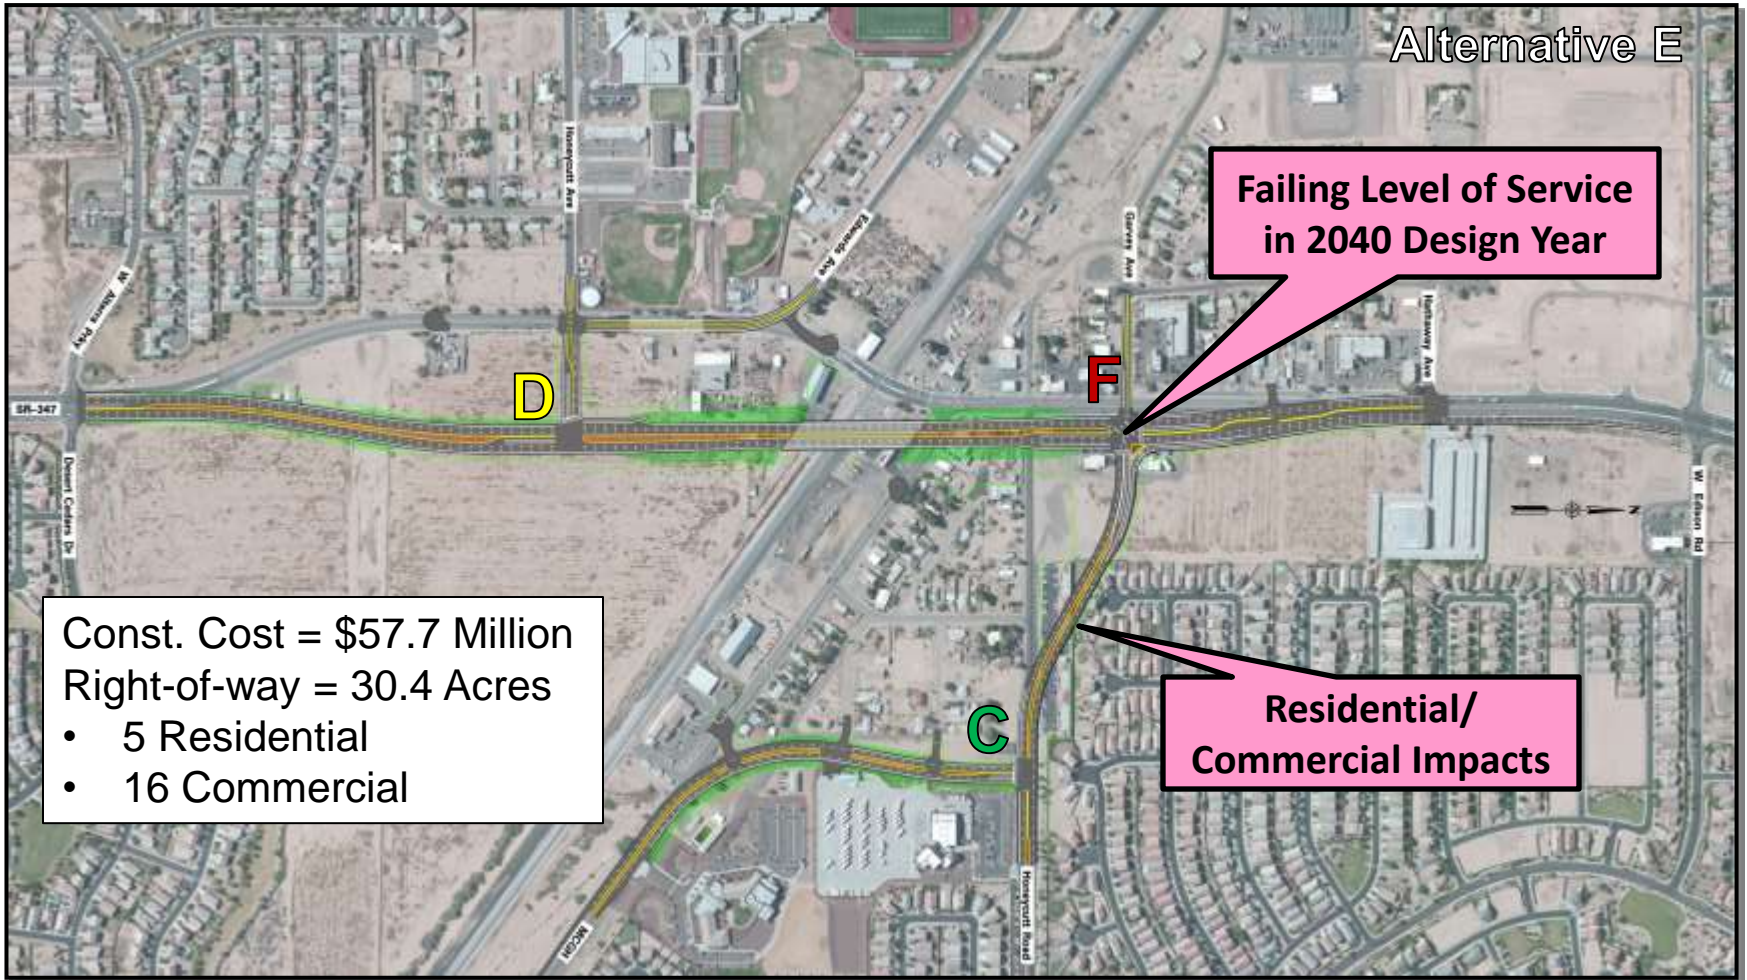 Alternative E
Honeycutt Ave
Edwards Ave
Garvey Ave
Failing Level of Service
in 2040 Design Year
Hathaway Ave
W Alterra Pkwy
SR-347
D
F
Desert Cedars Dr
W Edison Rd
Const. Cost = $57.7 Million
Right-of-way = 30.4 Acres
• 5 Residential
• 16 Commercial
Residential/
Commercial Impacts
C
MCGH
Honeycutt Road